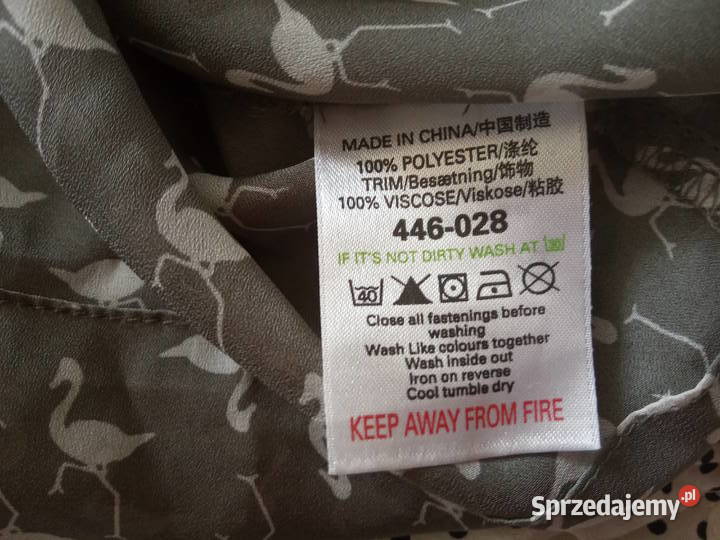 MADE IN CHINA/中国制造
100% POLYESTER/涤纶
TRIM/Besætning/饰物
100% VISCOSE/Viskose/粘胶
446-028
IF IT'S NOT DIRTY WASH AT
40
Close all fastenings before
washing
Wash Like colours together
Wash inside out
Iron on reverse
Cool tumble dry
KEEP AWAY FROM FIRE
Sprzedajemy.pl